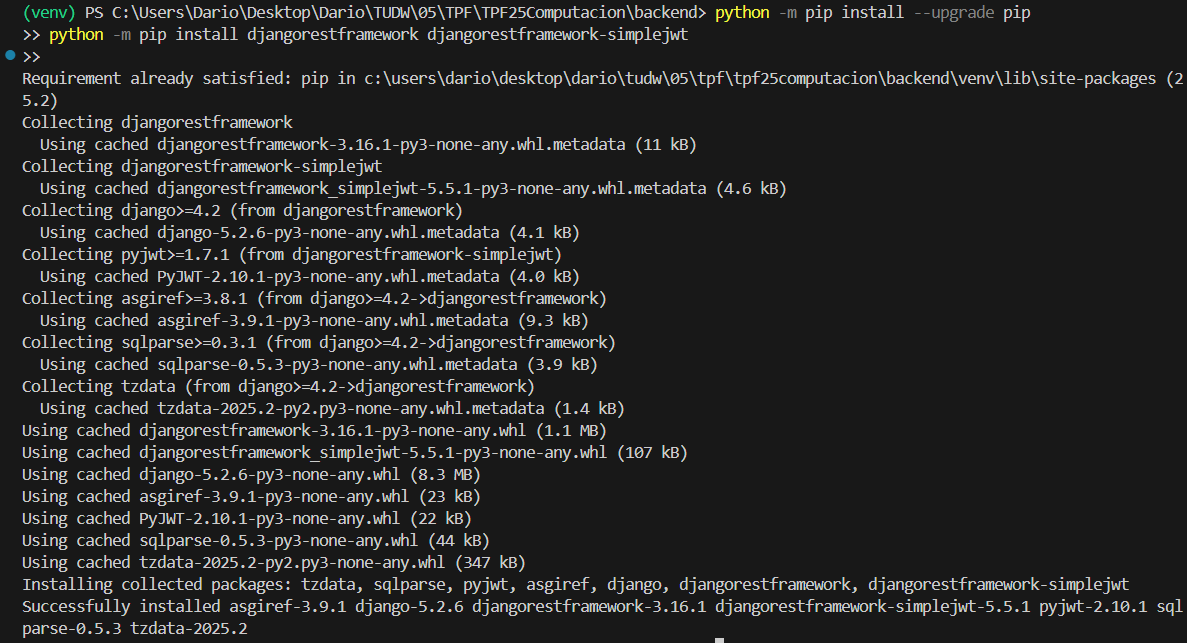 (venv) PS C:\Users\Dario\Desktop\Dario\TUDW\05\TPF\TPF25Computacion\backend> python -m pip install --upgrade pip
>> python -m pip install djangorestframework djangorestframework-simplejwt
>>
Requirement already satisfied: pip in c:\users\dario\desktop\dario\tudw\05\tpf\tpf25computacion\backend\venv\lib\site-packages (2
5.2)
Collecting djangorestframework
  Using cached djangorestframework-3.16.1-py3-none-any.whl.metadata (11 kB)
Collecting djangorestframework-simplejwt
  Using cached djangorestframework_simplejwt-5.5.1-py3-none-any.whl.metadata (4.6 kB)
Collecting django>=4.2 (from djangorestframework)
  Using cached django-5.2.6-py3-none-any.whl.metadata (4.1 kB)
Collecting pyjwt>=1.7.1 (from djangorestframework-simplejwt)
  Using cached PyJWT-2.10.1-py3-none-any.whl.metadata (4.0 kB)
Collecting asgiref>=3.8.1 (from django>=4.2->djangorestframework)
  Using cached asgiref-3.9.1-py3-none-any.whl.metadata (9.3 kB)
Collecting sqlparse>=0.3.1 (from django>=4.2->djangorestframework)
  Using cached sqlparse-0.5.3-py3-none-any.whl.metadata (3.9 kB)
Collecting tzdata (from django>=4.2->djangorestframework)
  Using cached tzdata-2025.2-py2.py3-none-any.whl.metadata (1.4 kB)
Using cached djangorestframework-3.16.1-py3-none-any.whl (1.1 MB)
Using cached djangorestframework_simplejwt-5.5.1-py3-none-any.whl (107 kB)
Using cached django-5.2.6-py3-none-any.whl (8.3 MB)
Using cached asgiref-3.9.1-py3-none-any.whl (23 kB)
Using cached PyJWT-2.10.1-py3-none-any.whl (22 kB)
Using cached sqlparse-0.5.3-py3-none-any.whl (44 kB)
Using cached tzdata-2025.2-py2.py3-none-any.whl (347 kB)
Installing collected packages: tzdata, sqlparse, pyjwt, asgiref, django, djangorestframework, djangorestframework-simplejwt
Successfully installed asgiref-3.9.1 django-5.2.6 djangorestframework-3.16.1 djangorestframework-simplejwt-5.5.1 pyjwt-2.10.1 sql
parse-0.5.3 tzdata-2025.2